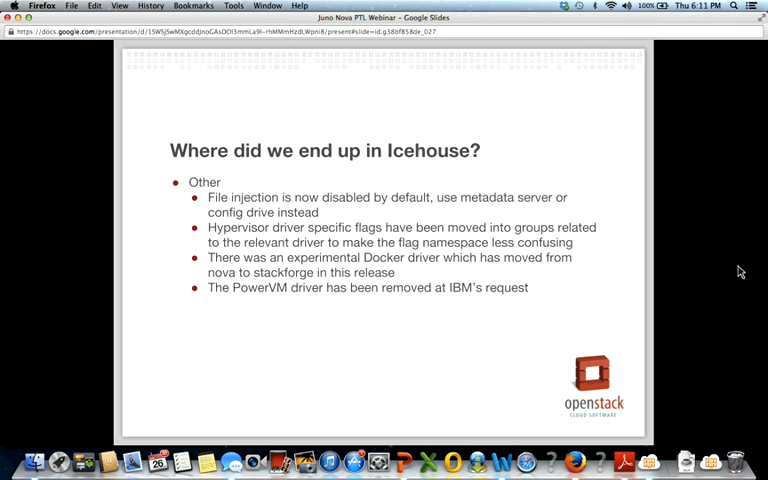 Firefox File Edit View History Bookmarks Tools Window Help 100% Thu 6:11 PM
Juno Nova PTL Webinar – Google Slides
Where did we end up in Icehouse?
Other
File injection is now disabled by default, use metadata server or
config drive instead
Hypervisor driver specific flags have been moved into groups related
to the relevant driver to make the flag namespace less confusing
There was an experimental Docker driver which has moved from
nova to stackforge in this release
The PowerVM driver has been removed at IBM's request
openstack
CLOUD SOFTWARE
26